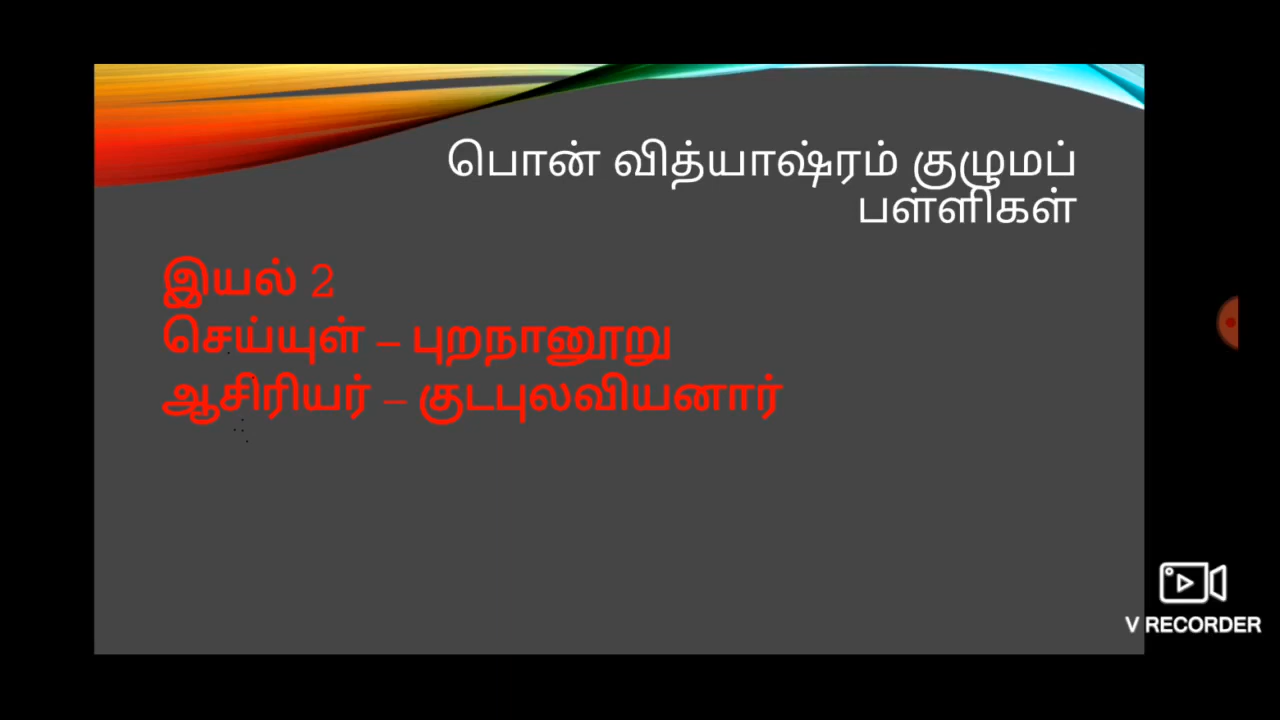 பொன் வித்யாஷ்ரம் குழுமப்
பள்ளிகள்
இயல் 2
செய்யுள் – புறநானூறு
ஆசிரியர் – குடபுலவியனார்
V RECORDER